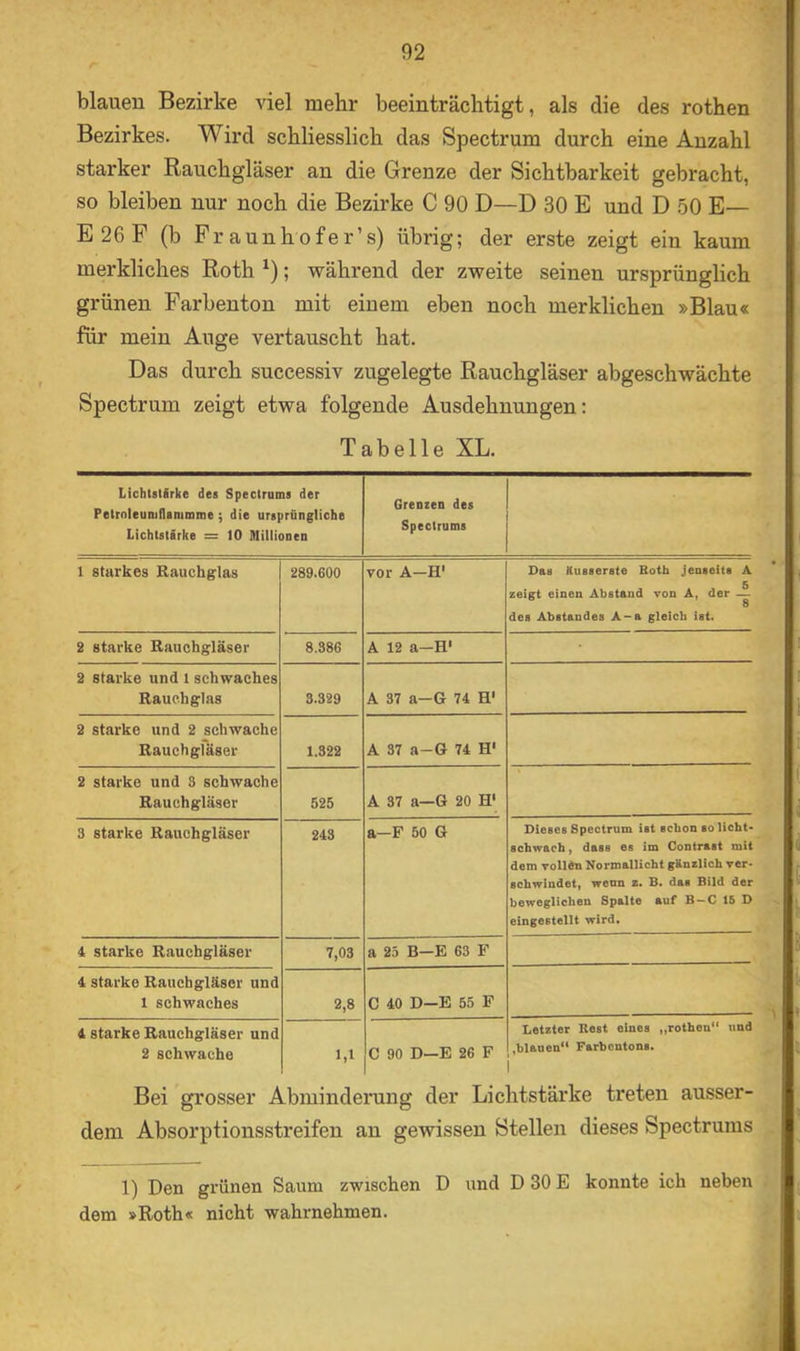 92
blauen Bezirke viel mehr beeinträchtigt, als die des rothen
Bezirkes. Wird schliesslich das Spectrum durch eine Anzahl
starker Rauchgläser an die Grenze der Sichtbarkeit gebracht,
so bleiben nur noch die Bezirke C 90 D—D 30 E und D 50 E—
E 26 F (b Fraunhofer's) übrig; der erste zeigt ein kaum
merkliches Roth ¹); während der zweite seinen ursprünglich
grünen Farbenton mit einem eben noch merklichen »Blau«
für mein Auge vertauscht hat.
Das durch successiv zugelegte Rauchgläser abgeschwächte
Spectrum zeigt etwa folgende Ausdehnungen:
Tabelle XL.
Lichtstärke des Spectrums der
Petroleumflammme; die ursprüngliche
Lichtstärke = 10 Millionen
Grenzen des
Spectrums
1 starkes Rauchglas 289.600 vor A—H'
Das äusserste Roth jenseits A
zeigt einen Abstand von A, der 5/8
des Abstandes A-a gleich ist.
2 starke Rauchgläser 8.386 A 12 a—H'
2 starke und 1 schwaches
Rauchglas 3.329 A 37 a—G 74 H'
2 starke und 2 schwache
Rauchgläser 1.322 A 37 a-G 74 H'
2 starke und 3 schwache
Rauchgläser 525 A 37 a—G 20 H'
3 starke Rauchgläser 243 a—F 50 G
Dieses Spectrum ist schon so licht-
schwach, dass es im Contrast mit
dem vollen Normallicht gänzlich ver-
schwindet, wenn z. B. das Bild der
beweglichen Spalte auf B—C 15 D
eingestellt wird.
4 starke Rauchgläser 7,03 a 25 B—E 63 F
4 starke Rauchgläser und
1 schwaches 2,8 C 40 D—E 55 F
4 starke Rauchgläser und
2 schwache 1,1 C 90 D—E 26 F
Letzter Rest eines „rothen" und
,blauen" Farbentons.
Bei grosser Abminderung der Lichtstärke treten ausser-
dem Absorptionsstreifen an gewissen Stellen dieses Spectrums
1) Den grünen Saum zwischen D und D 30 E konnte ich neben
dem »Roth« nicht wahrnehmen.